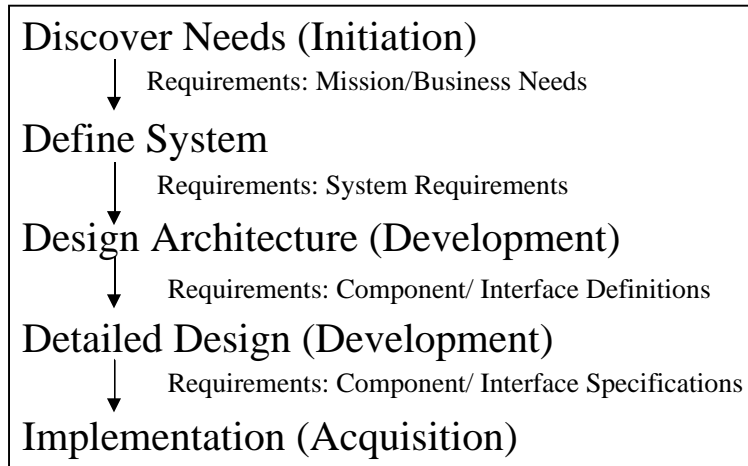 Discover Needs (Initiation)
Requirements: Mission/Business Needs
Define System
Requirements: System Requirements
Design Architecture (Development)
Requirements: Component/ Interface Definitions
Detailed Design (Development)
Requirements: Component/ Interface Specifications
Implementation (Acquisition)